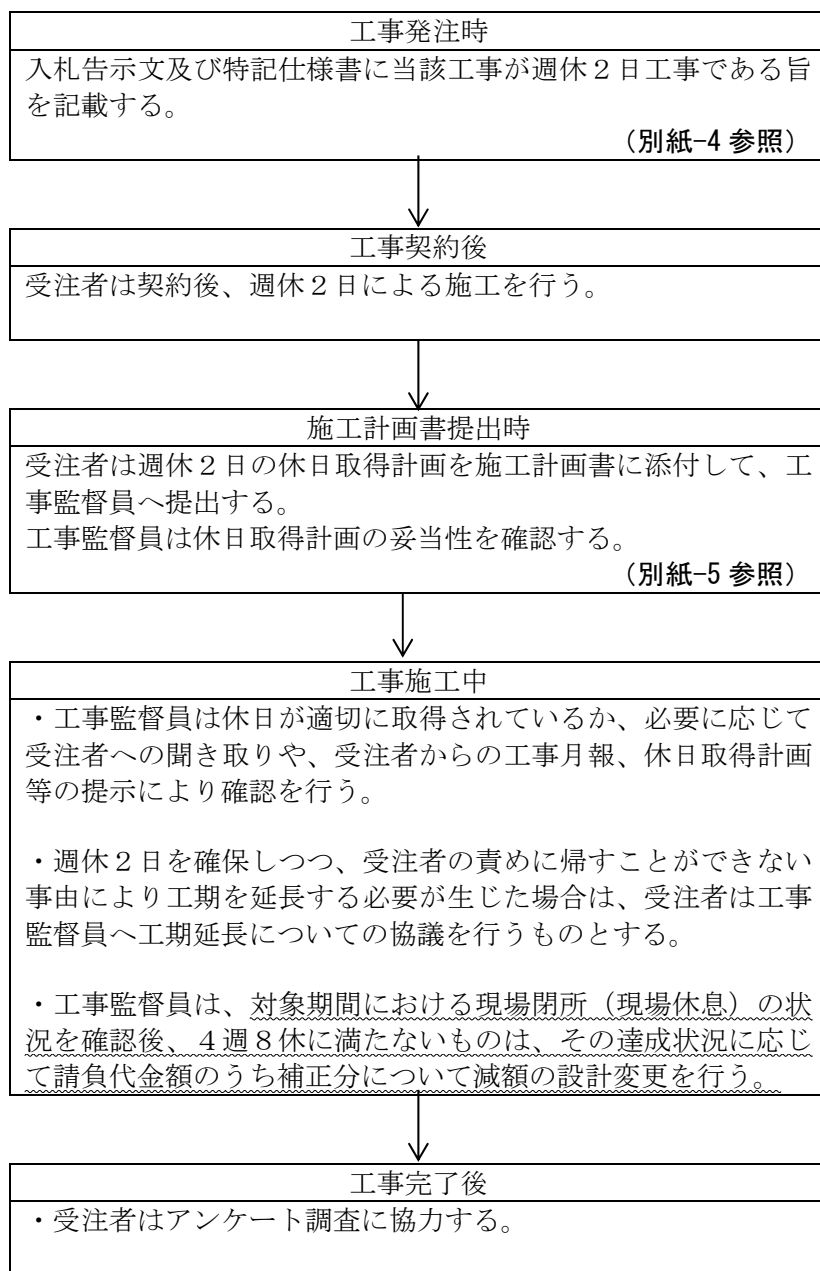 工事発注時
入札告示文及び特記仕様書に当該工事が週休２日工事である旨
を記載する。
（別紙-4 参照）
工事契約後
受注者は契約後、週休２日による施工を行う。
施工計画書提出時
受注者は週休２日の休日取得計画を施工計画書に添付して、工
事監督員へ提出する。
工事監督員は休日取得計画の妥当性を確認する。
（別紙-5 参照）
工事施工中
・工事監督員は休日が適切に取得されているか、必要に応じて
受注者への聞き取りや、受注者からの工事月報、休日取得計画
等の提示により確認を行う。
・週休２日を確保しつつ、受注者の責めに帰すことができない
事由により工期を延長する必要が生じた場合は、受注者は工事
監督員へ工期延長についての協議を行うものとする。
・工事監督員は、対象期間における現場閉所（現場休息）の状
況を確認後、４週８休に満たないものは、その達成状況に応じ
て請負代金額のうち補正分について減額の設計変更を行う。
工事完了後
・受注者はアンケート調査に協力する。